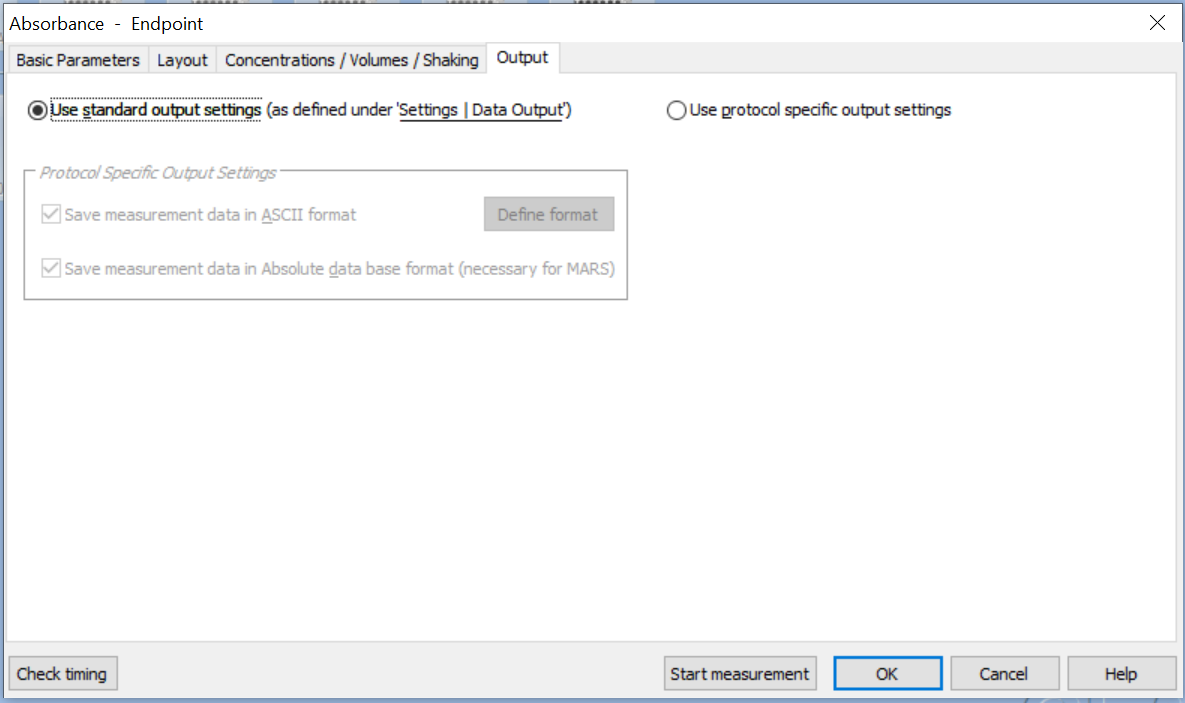 Absorbance - Endpoint
Basic Parameters Layout Concentrations / Volumes / Shaking Output
Use standard output settings (as defined under 'Settings | Data Output') Use protocol specific output settings
Protocol Specific Output Settings
Save measurement data in ASCII format Define format
Save measurement data in Absolute data base format (necessary for MARS)
Check timing Start measurement OK Cancel Help